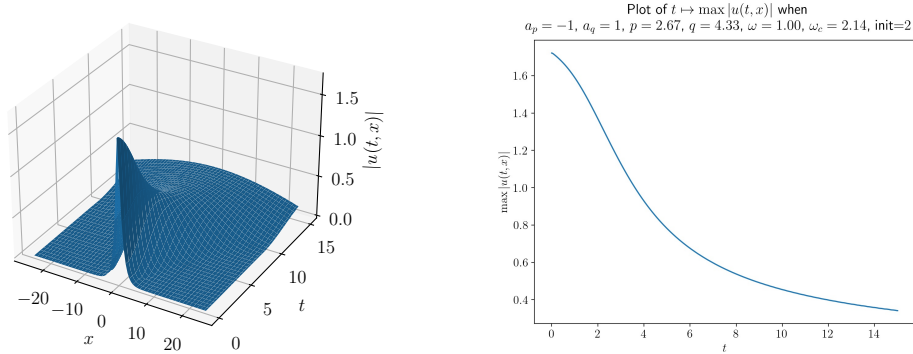 1.5
1.0
0.5
0.0
|u(t, x)|
−20
−10
0
10
20
x
0
5
10
15
t
Plot of t ↦ max |u(t, x)| when
a_p = −1, a_q = 1, p = 2.67, q = 4.33, ω = 1.00, ω_c = 2.14, init=2
1.6
1.4
1.2
1.0
0.8
0.6
0.4
max |u(t, x)|
0 2 4 6 8 10 12 14
t